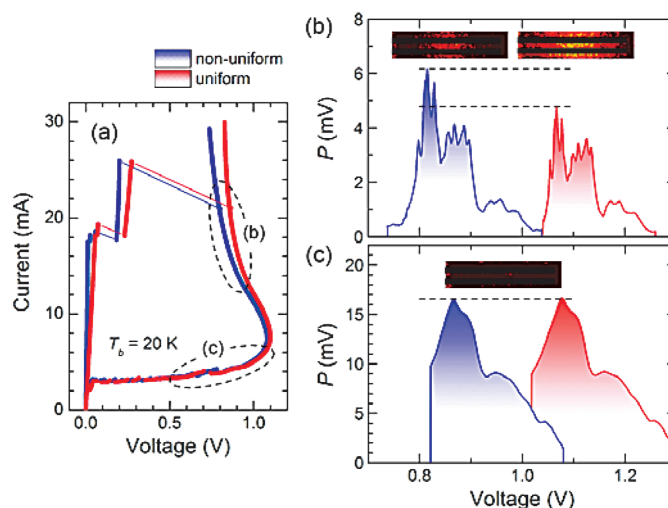 non-uniform
uniform
(a)
30
20
10
0
Current (mA)
(b)
(c)
T_b = 20 K
0.0
0.5
1.0
Voltage (V)
(b)
8
6
4
2
0
P (mV)
(c)
20
15
10
5
0
P (mV)
0.8
1.0
1.2
Voltage (V)